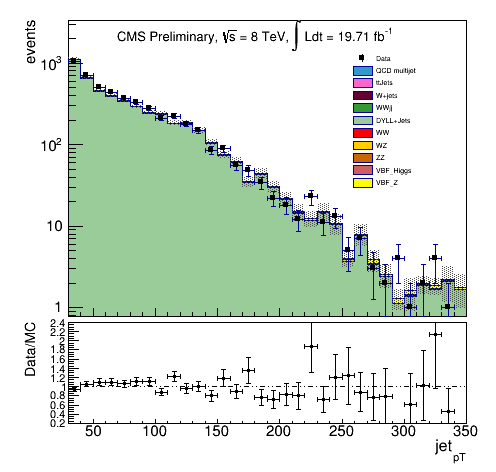 CMS Preliminary, √s = 8 TeV, ∫ Ldt = 19.71 fb⁻¹
events
10³
10²
10
1
Data
QCD multijet
ttJets
W+jets
WWjj
DYLL+Jets
WW
WZ
ZZ
VBF_Higgs
VBF_Z
Data/MC
2.4
2.2
2
1.8
1.6
1.4
1.2
1
0.8
0.6
0.4
0.2
50 100 150 200 250 300 350
jet_pT